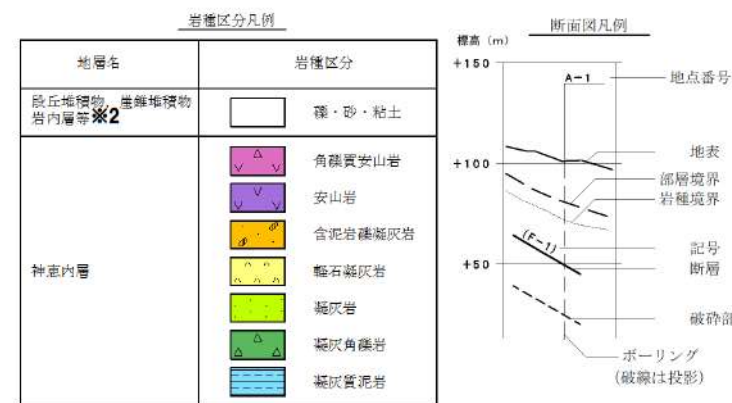 岩種区分凡例
地層名
岩種区分
段丘堆積物，崖錐堆積物
岩内層等※2
礫・砂・粘土
神恵内層
角礫質安山岩
安山岩
含泥岩礫凝灰岩
軽石凝灰岩
凝灰岩
凝灰角礫岩
凝灰質泥岩
断面図凡例
標高（m）
+150
A-1
地点番号
+100
地表
部層境界
岩種境界
(F-1)
記号
+50
断層
破砕部
ボーリング
(破線は投影)